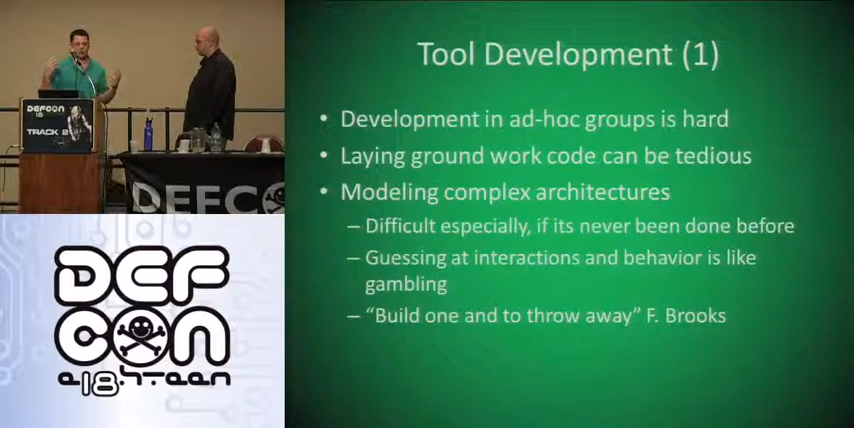 DEFCON
18
TRACK 2
DEFCO
DEF
CON
e18hteen
Tool Development (1)
• Development in ad-hoc groups is hard
• Laying ground work code can be tedious
• Modeling complex architectures
– Difficult especially, if its never been done before
– Guessing at interactions and behavior is like
gambling
– “Build one and to throw away” F. Brooks